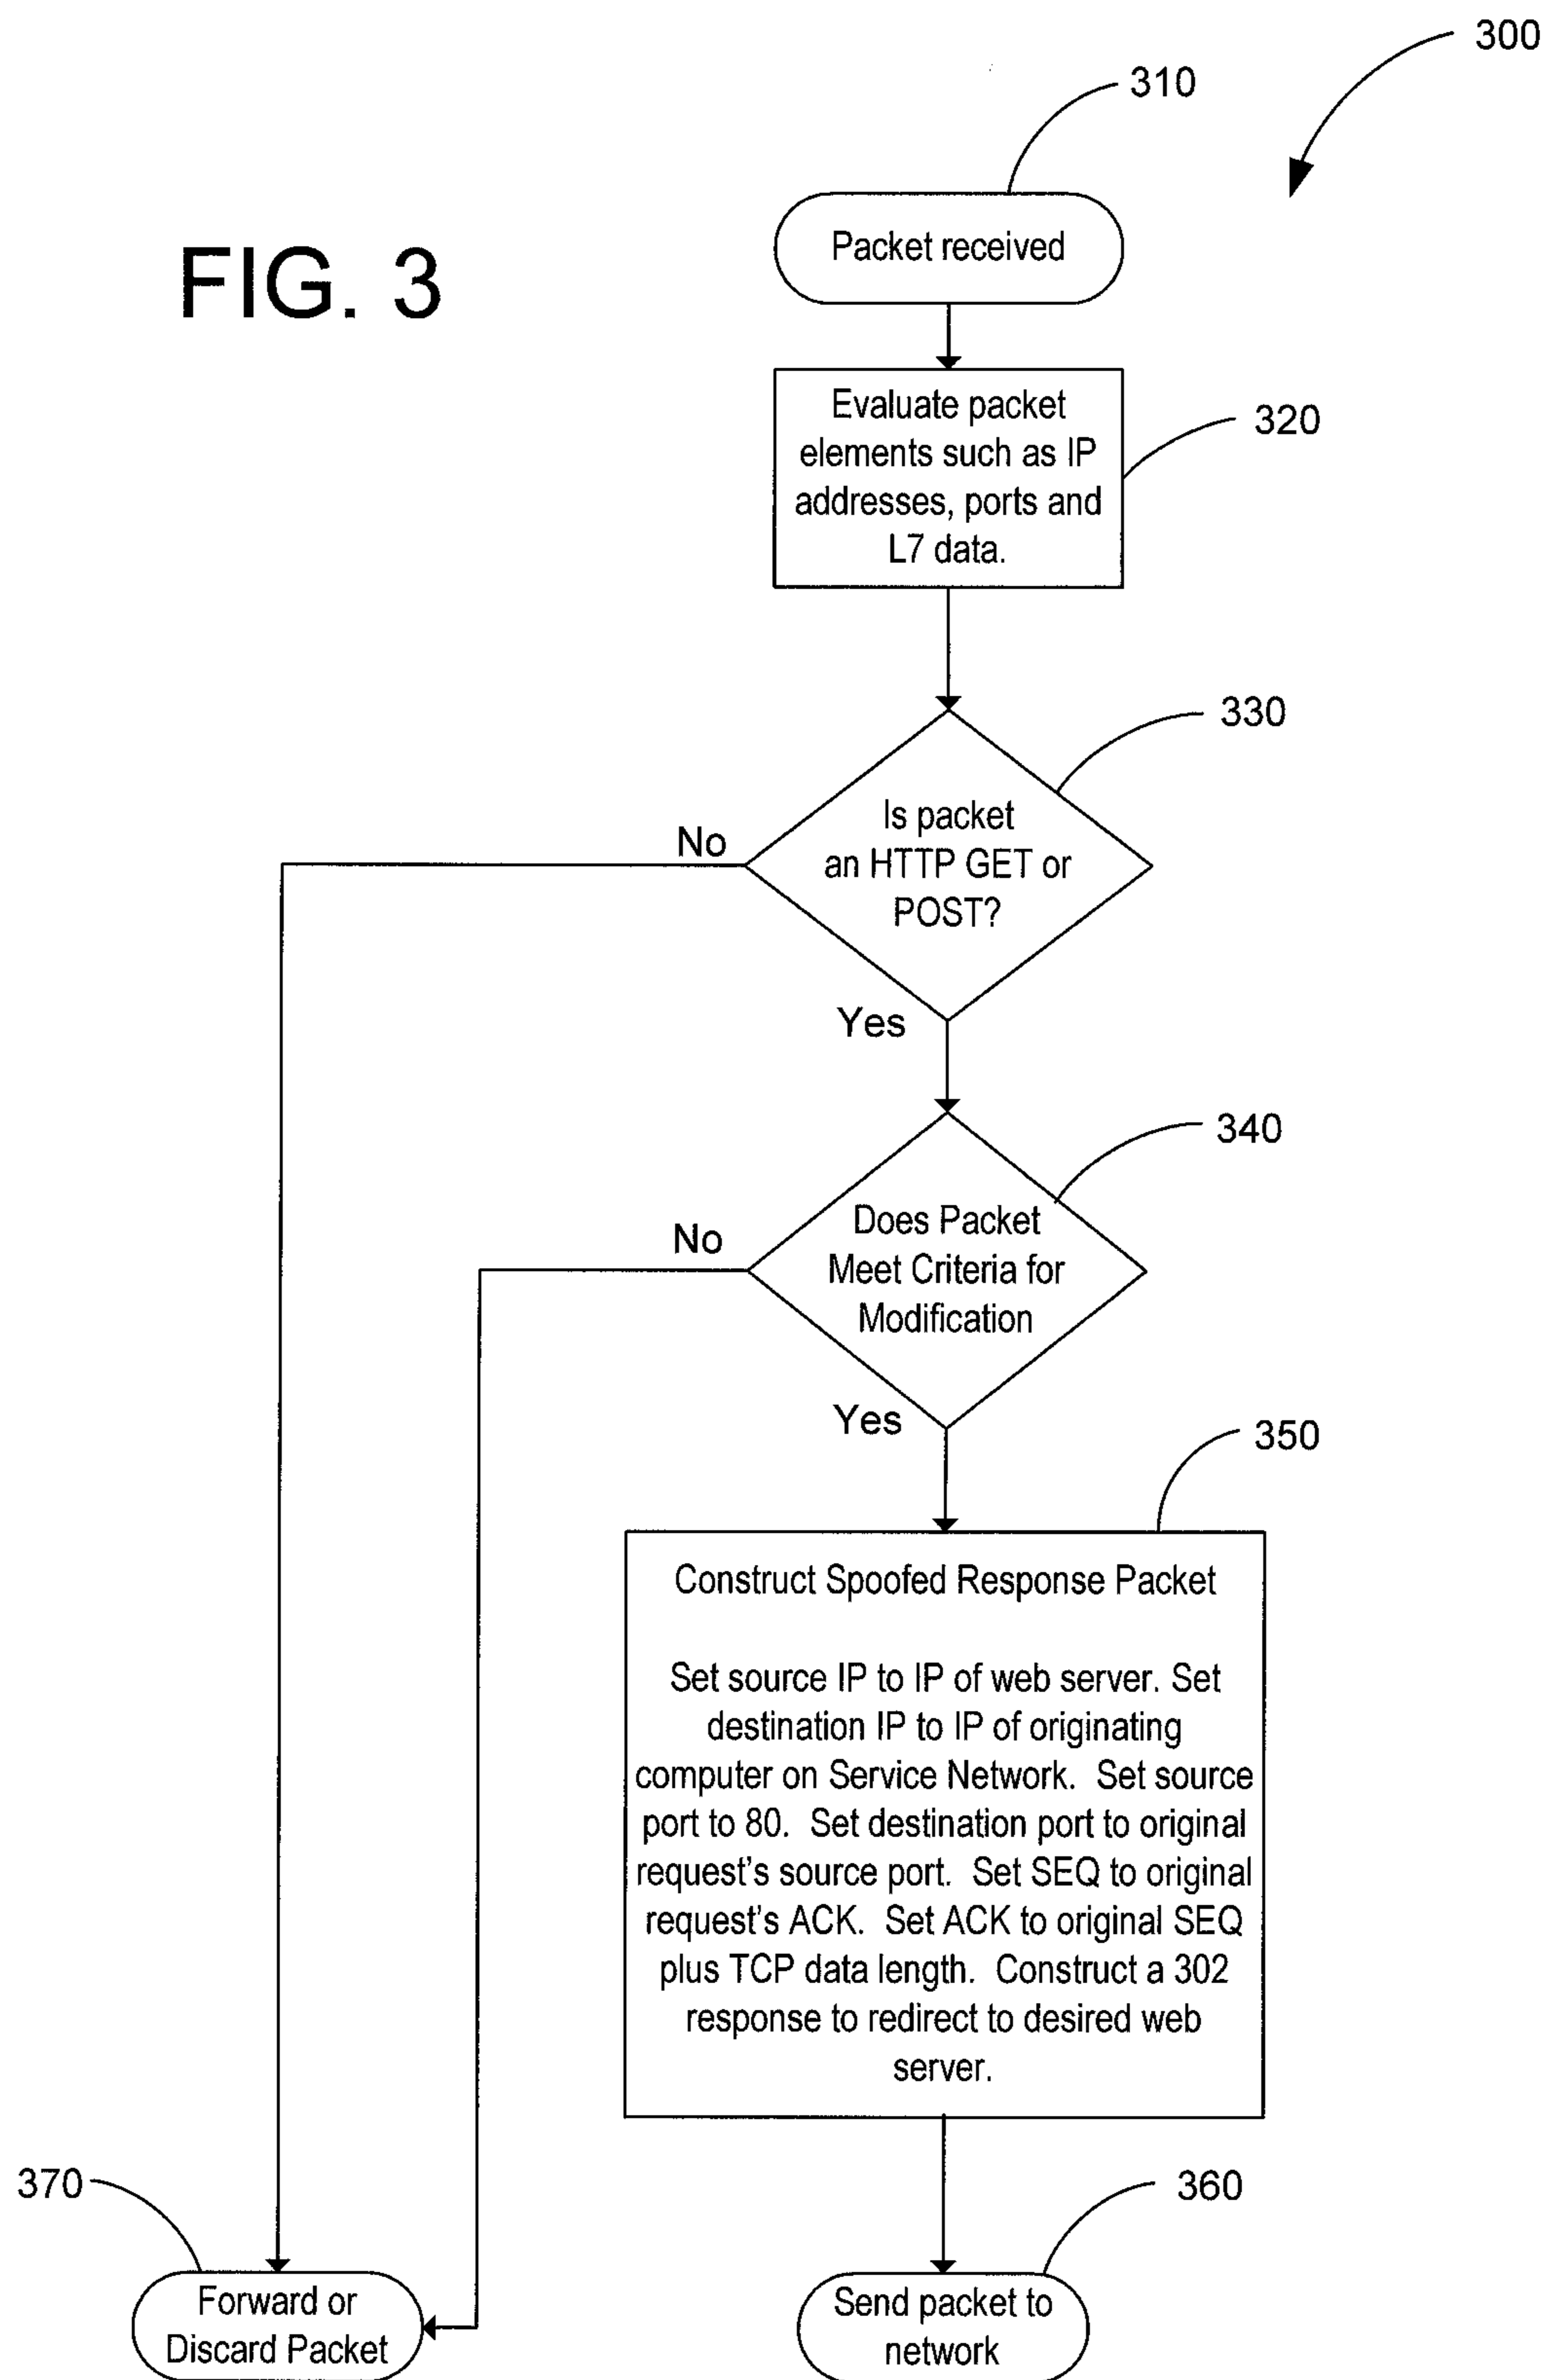 300
310
FIG. 3
Packet received
Evaluate packet
elements such as IP
addresses, ports and
L7 data.
320
330
Is packet
an HTTP GET or
POST?
No
Yes
340
Does Packet
Meet Criteria for
Modification
No
Yes
350
Construct Spoofed Response Packet
Set source IP to IP of web server. Set
destination IP to IP of originating
computer on Service Network. Set source
port to 80. Set destination port to original
request's source port. Set SEQ to original
request's ACK. Set ACK to original SEQ
plus TCP data length. Construct a 302
response to redirect to desired web
server.
370
360
Forward or
Discard Packet
Send packet to
network